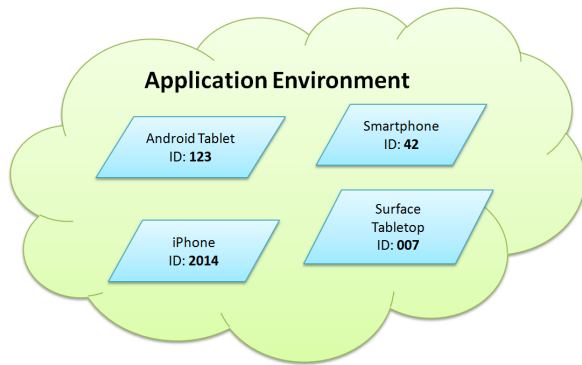 Application Environment
Android Tablet
ID: 123
Smartphone
ID: 42
iPhone
ID: 2014
Surface
Tabletop
ID: 007